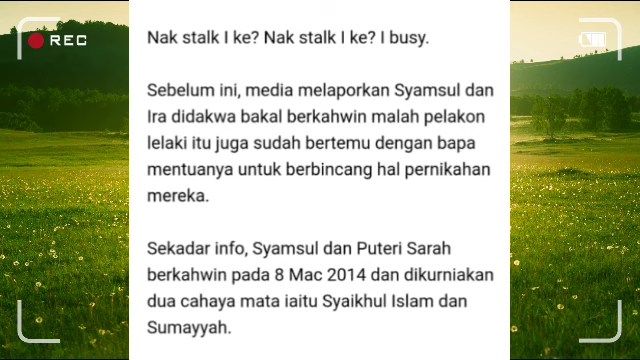 REC
Nak stalk I ke? Nak stalk I ke? I busy.
Sebelum ini, media melaporkan Syamsul dan
Ira didakwa bakal berkahwin malah pelakon
lelaki itu juga sudah bertemu dengan bapa
mentuanya untuk berbincang hal pernikahan
mereka.
Sekadar info, Syamsul dan Puteri Sarah
berkahwin pada 8 Mac 2014 dan dikurniakan
dua cahaya mata iaitu Syaikhul Islam dan
Sumayyah.